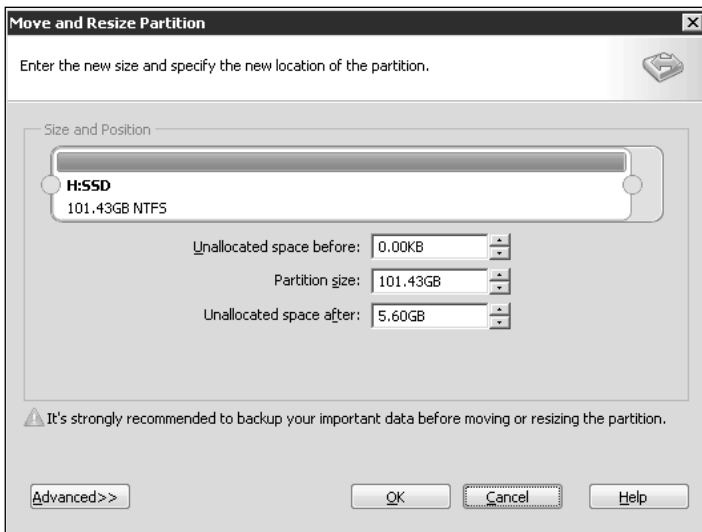 Move and Resize Partition
Enter the new size and specify the new location of the partition.
Size and Position
H:SSD
101.43GB NTFS
Unallocated space before: 0.00KB
Partition size: 101.43GB
Unallocated space after: 5.60GB
It's strongly recommended to backup your important data before moving or resizing the partition.
Advanced>> OK Cancel Help